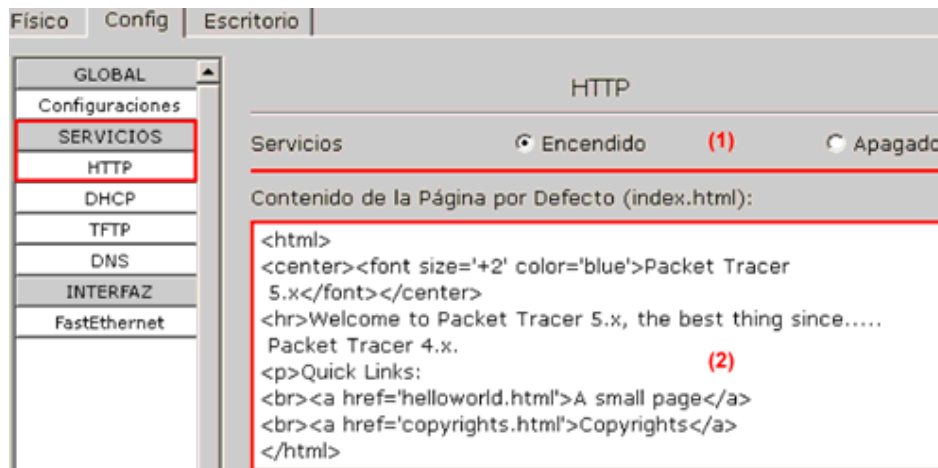 Físico Config Escritorio
GLOBAL
Configuraciones
SERVICIOS
HTTP
DHCP
TFTP
DNS
INTERFAZ
FastEthernet
HTTP
Servicios Encendido (1) Apagado
Contenido de la Página por Defecto (index.html):
<html>
<center><font size='+2' color='blue'>Packet Tracer
5.x</font></center>
<hr>Welcome to Packet Tracer 5.x, the best thing since.....
Packet Tracer 4.x.
(2)
<p>Quick Links:
<br><a href='helloworld.html'>A small page</a>
<br><a href='copyrights.html'>Copyrights</a>
</html>